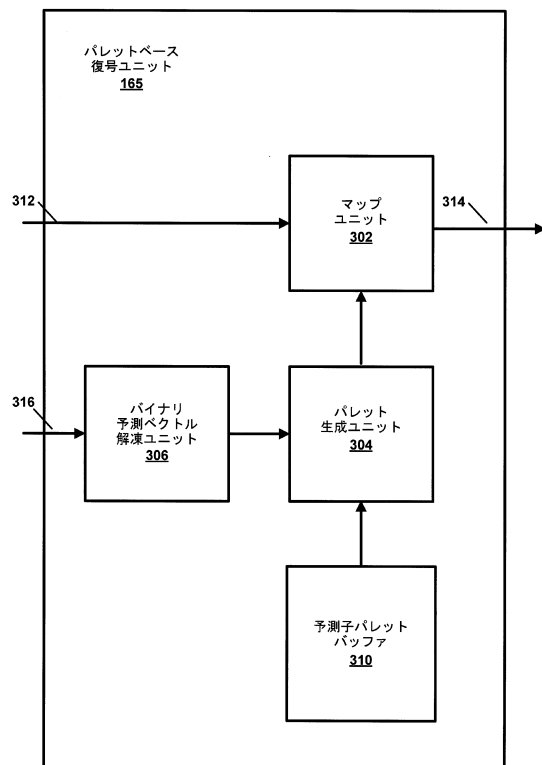 パレットベース
復号ユニット
165
312
マップ
ユニット
302
314
316
バイナリ
予測ベクトル
解凍ユニット
306
パレット
生成ユニット
304
予測子パレット
バッファ
310